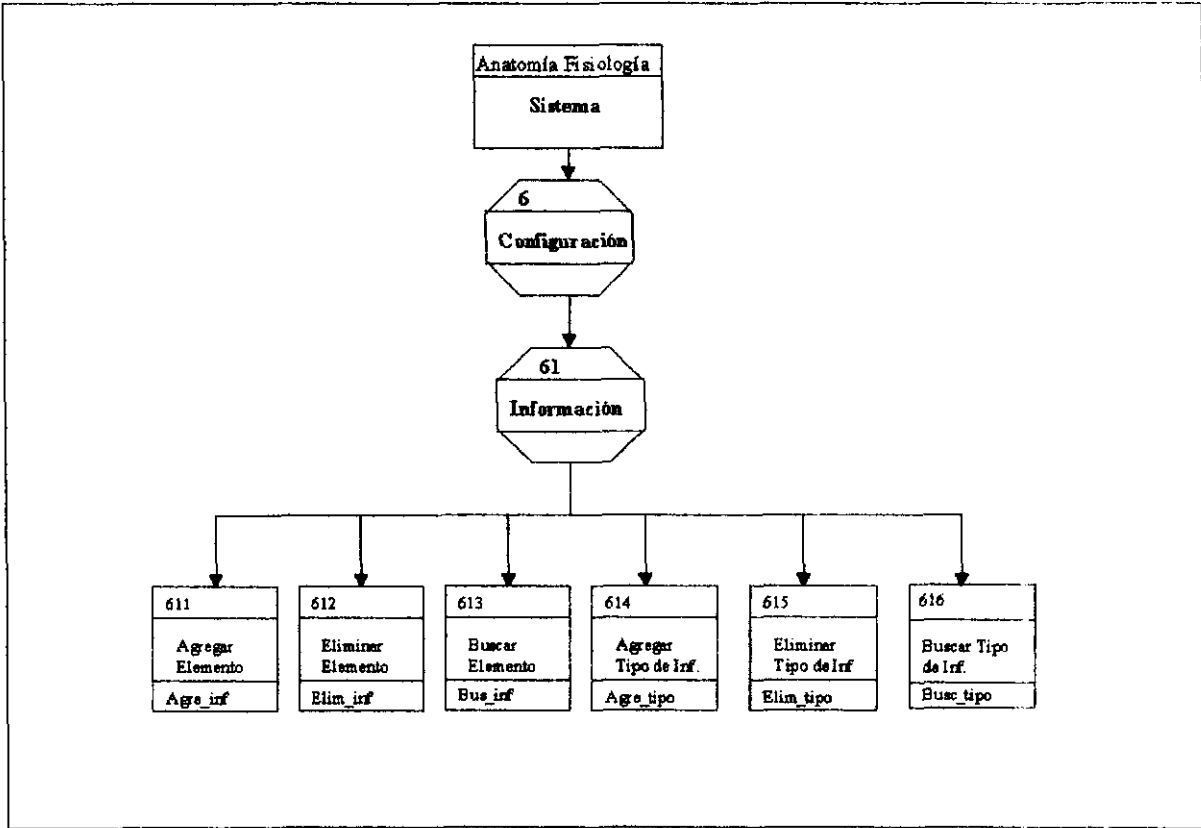 Anatomía Fisiología
Sistema
6
Configuración
61
Información
611
612
613
614
615
616
Agregar
Elemento
Eliminar
Elemento
Buscar
Elemento
Agregar
Tipo de Inf.
Eliminar
Tipo de Inf
Buscar Tipo
de Inf.
Agre_inf
Elim_inf
Bus_inf
Agre_tipo
Elim_tipo
Busc_tipo